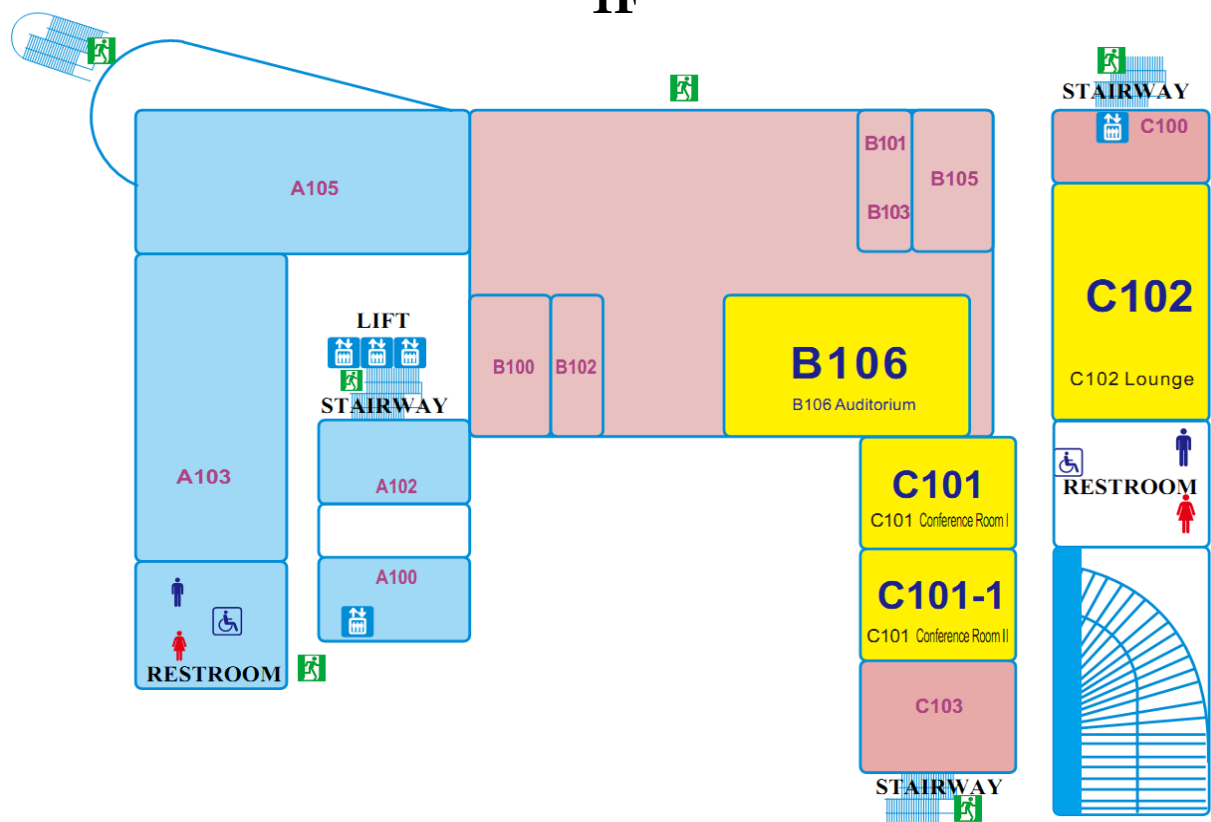 1F
STAIRWAY
C100
B101
B105
A105
B103
C102
LIFT
B100
B102
B106
C102 Lounge
STAIRWAY
B106 Auditorium
A103
A102
C101
RESTROOM
C101 Conference Room I
A100
C101-1
C101 Conference Room II
RESTROOM
C103
STAIRWAY